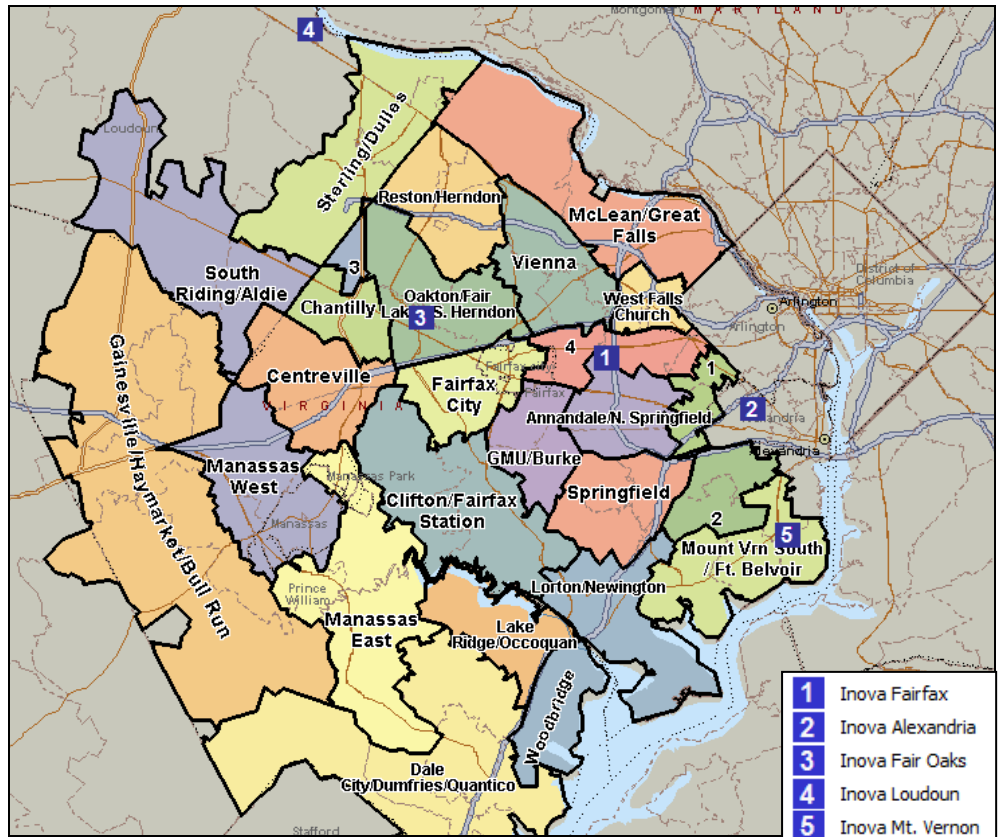 Montgomery
MARYLAND
4
Loudoun
Sterling/Dulles
Reston/Herndon
McLean/Great
Falls
Vienna
South
Riding/Aldie
3
Chantilly
Oakton/Fair
Lakes/S. Herndon
3
West Falls
Church
District of
Columbia
Arlington
Arlington
Gainesville/Haymarket/Bull Run
Centreville
VIRGINIA
Fairfax
City
Fairfax
4
1
1
2
Annandale/N. Springfield
Alexandria
GMU/Burke
Manassas
West
Manassas Park
Manassas
Clifton/Fairfax
Station
Springfield
2
5
Mount Vrn South
/ Ft. Belvoir
Prince
William
Manassas
East
Lorton/Newington
Lake
Ridge/Occoquan
Woodbridge
Dale
City/Dumfries/Quantico
Stafford
1 Inova Fairfax
2 Inova Alexandria
3 Inova Fair Oaks
4 Inova Loudoun
5 Inova Mt. Vernon